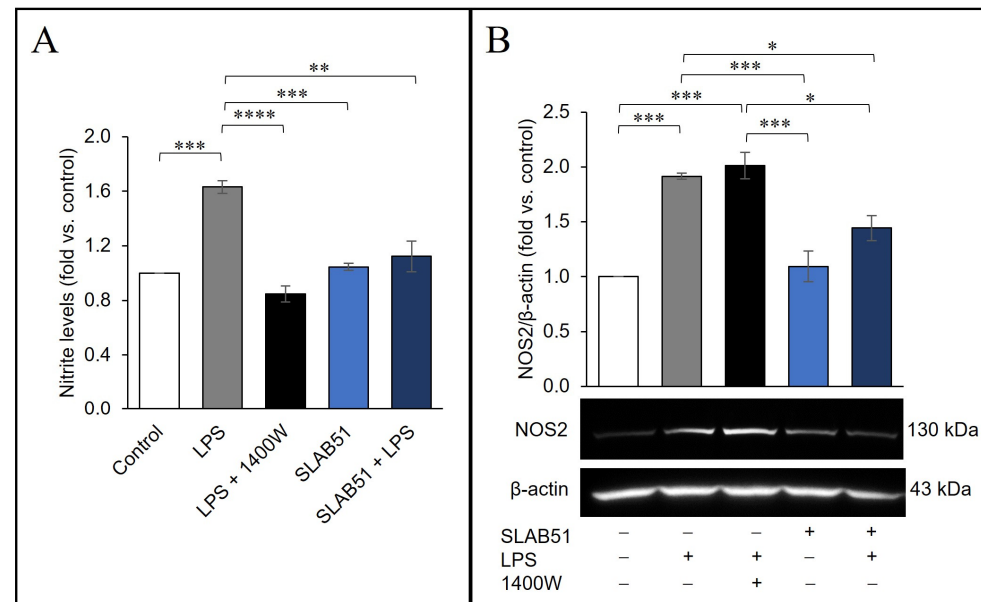 A
**
***
****
***
Nitrite levels (fold vs. control)
2.0
1.6
1.2
0.8
0.4
0.0
Control
LPS
LPS + 1400W
SLAB51
SLAB51 + LPS
B
*
***
***
*
***
***
NOS2/β-actin (fold vs. control)
2.5
2.0
1.5
1.0
0.5
0.0
NOS2
130 kDa
β-actin
43 kDa
SLAB51 – – – + +
LPS – + + – +
1400W – – + – –